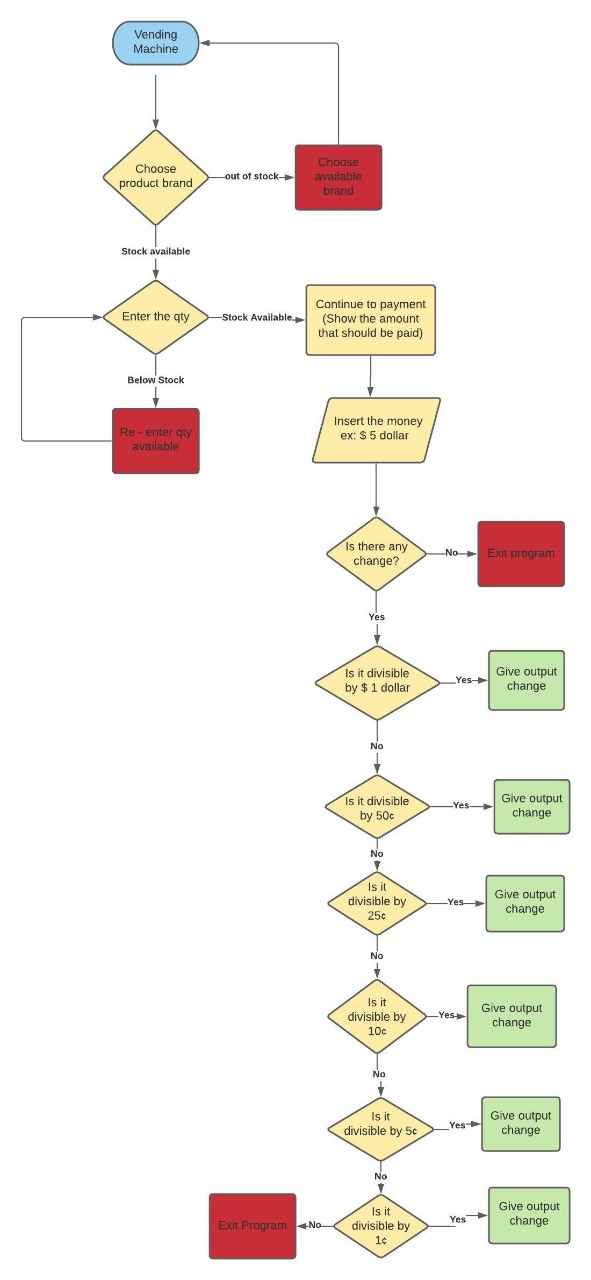 Vending
Machine
Choose
product brand
out of stock
Choose
available
brand
Stock available
Enter the qty
Stock Available
Continue to payment
(Show the amount
that should be paid)
Below Stock
Re - enter qty
available
Insert the money
ex: $ 5 dollar
Is there any
change?
No
Exit program
Yes
Is it divisible
by $ 1 dollar
Yes
Give output
change
No
Is it divisible
by 50¢
Yes
Give output
change
No
Is it
divisible by
25¢
Yes
Give output
change
No
Is it
divisible by
10¢
Yes
Give output
change
No
Is it
divisible by 5¢
Yes
Give output
change
No
Is it
divisible by
1¢
Yes
Give output
change
No
Exit Program